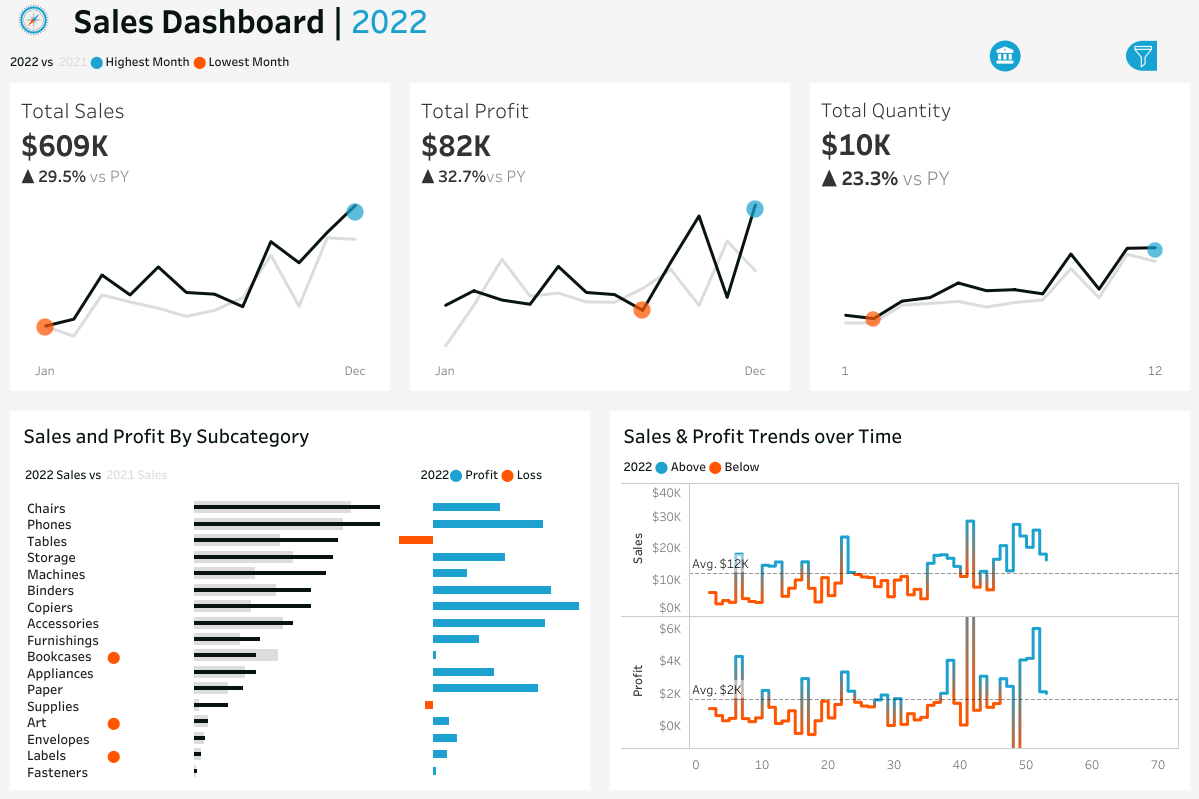 Sales Dashboard | 2022
2022 vs 2021 Highest Month Lowest Month
Total Sales
$609K
▲ 29.5% vs PY
Jan Dec
Total Profit
$82K
▲ 32.7%vs PY
Jan Dec
Total Quantity
$10K
▲ 23.3% vs PY
1 12
Sales and Profit By Subcategory
2022 Sales vs 2021 Sales
2022 Profit Loss
Chairs
Phones
Tables
Storage
Machines
Binders
Copiers
Accessories
Furnishings
Bookcases
Appliances
Paper
Supplies
Art
Envelopes
Labels
Fasteners
Sales & Profit Trends over Time
2022 Above Below
Sales
$40K
$30K
$20K
$10K
$0K
Avg. $12K
Profit
$6K
$4K
$2K
$0K
Avg. $2K
0 10 20 30 40 50 60 70